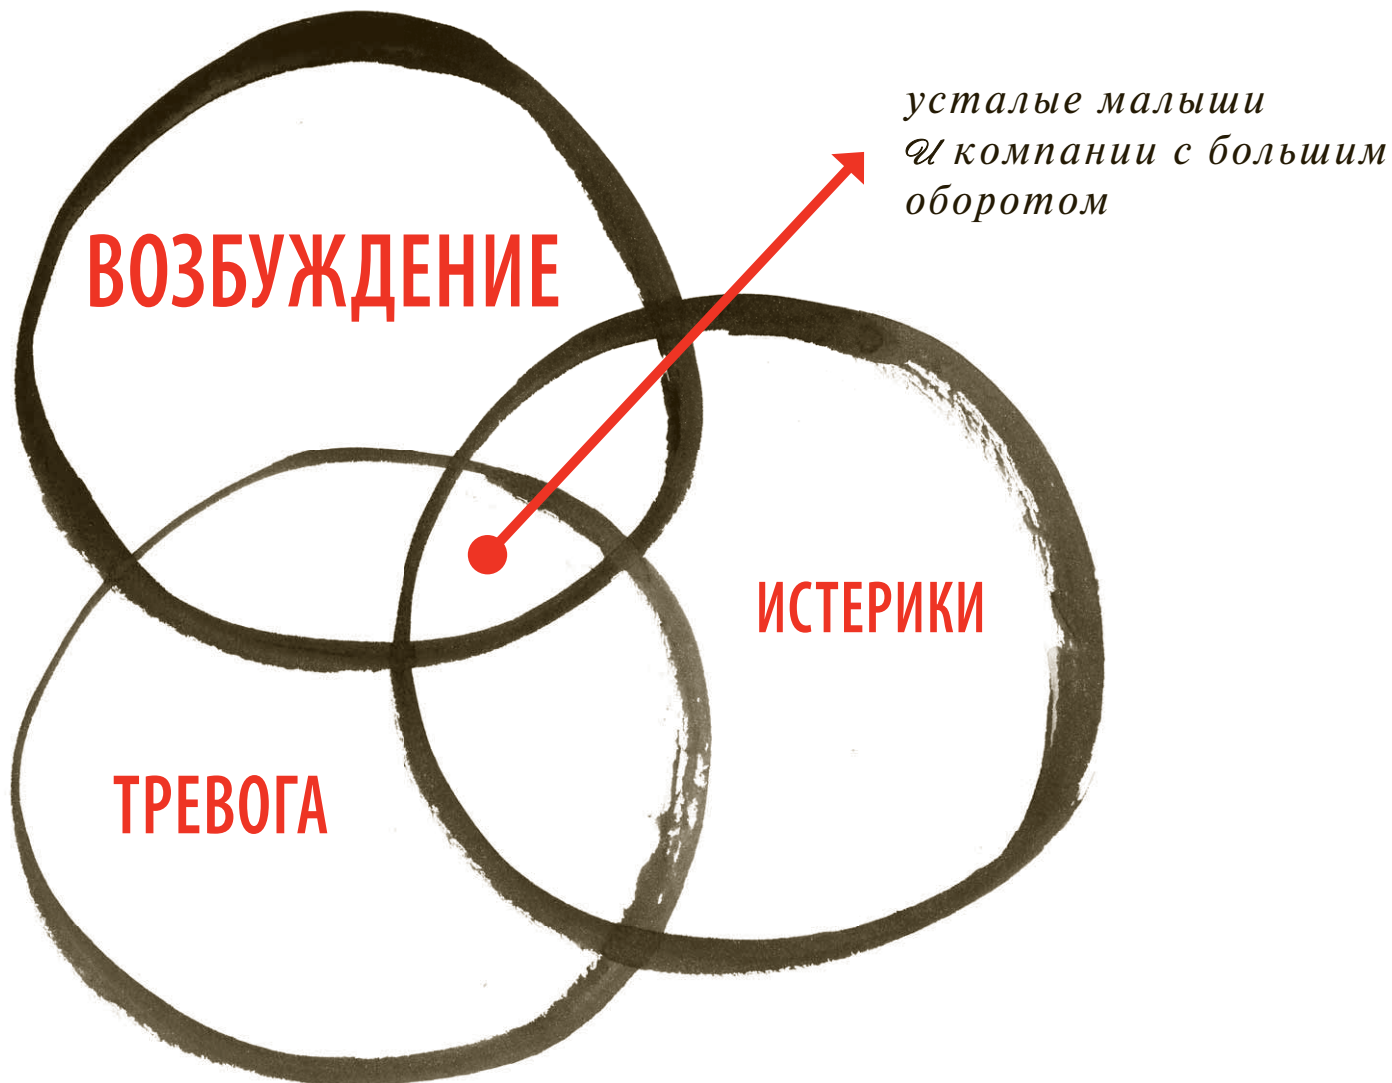 усталые малыши
и компании с большим
оборотом
ВОЗБУЖДЕНИЕ
ИСТЕРИКИ
ТРЕВОГА